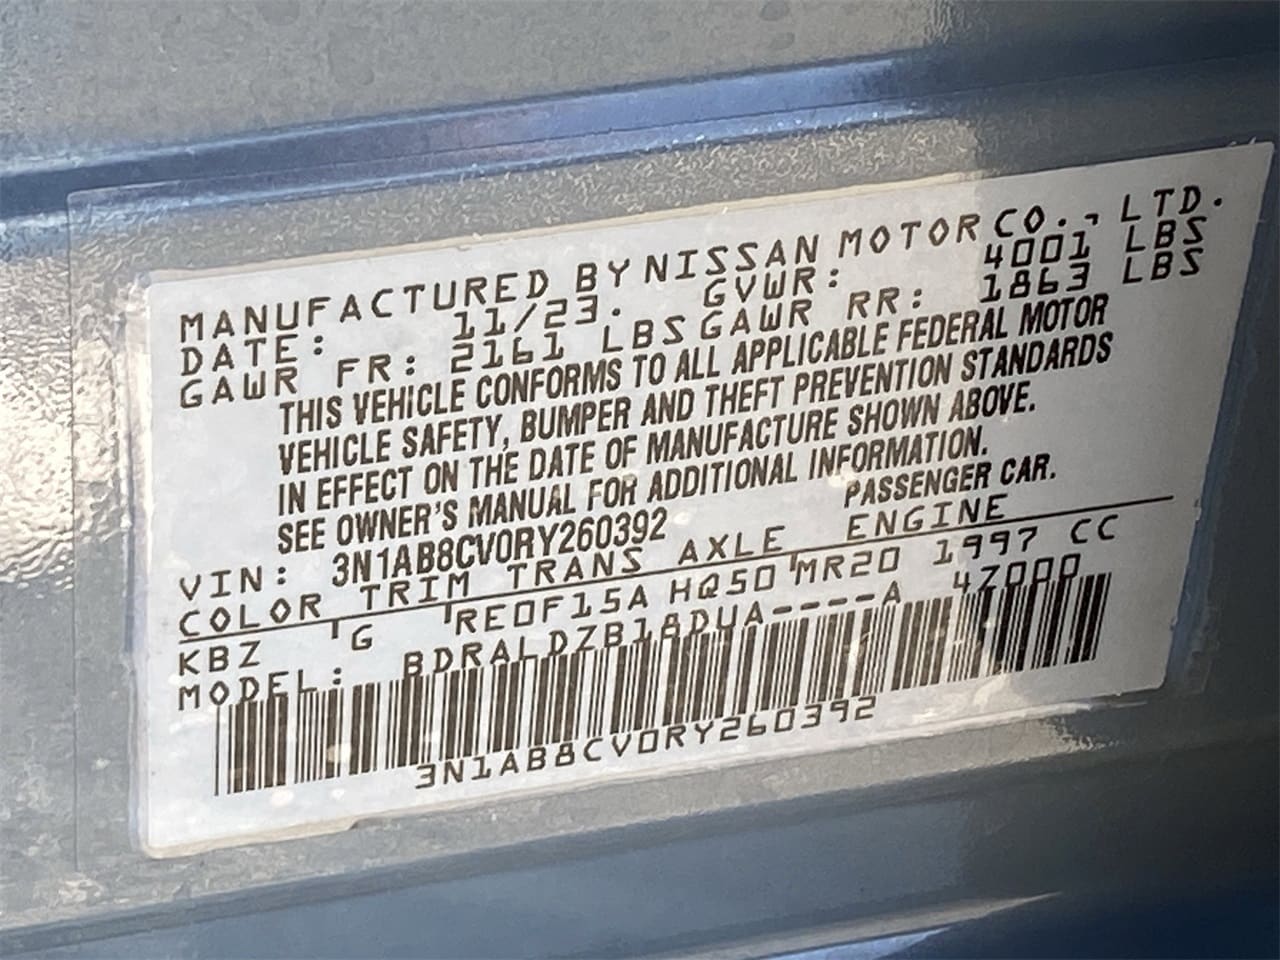 MANUFACTURED BY NISSAN MOTOR CO., LTD.
DATE: 11/23. GVWR: 4001 LBS
GAWR FR: 2161 LBS GAWR RR: 1863 LBS
THIS VEHICLE CONFORMS TO ALL APPLICABLE FEDERAL MOTOR
VEHICLE SAFETY, BUMPER AND THEFT PREVENTION STANDARDS
IN EFFECT ON THE DATE OF MANUFACTURE SHOWN ABOVE.
SEE OWNER'S MANUAL FOR ADDITIONAL INFORMATION.
VIN: 3N1AB8CV0RY260392 PASSENGER CAR.
COLOR TRIM TRANS AXLE ENGINE
KBZ G RE0F15A HQ50 MR20 1997 CC
MODEL: BDRALDZB18DUA----A 4Z000
3N1AB8CV0RY260392